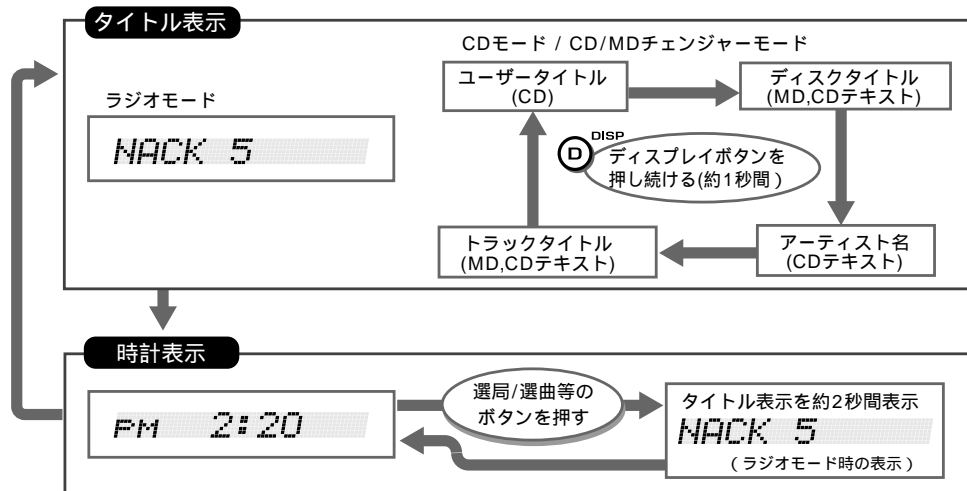 タイトル表示
CDモード / CD/MDチェンジャーモード
ラジオモード
NACK 5
ユーザータイトル
(CD)
ディスクタイトル
(MD,CDテキスト)
DISP
D
ディスプレイボタンを
押し続ける(約1秒間)
トラックタイトル
(MD,CDテキスト)
アーティスト名
(CDテキスト)
時計表示
PM 2:20
選局/選曲等の
ボタンを押す
タイトル表示を約2秒間表示
NACK 5
(ラジオモード時の表示)